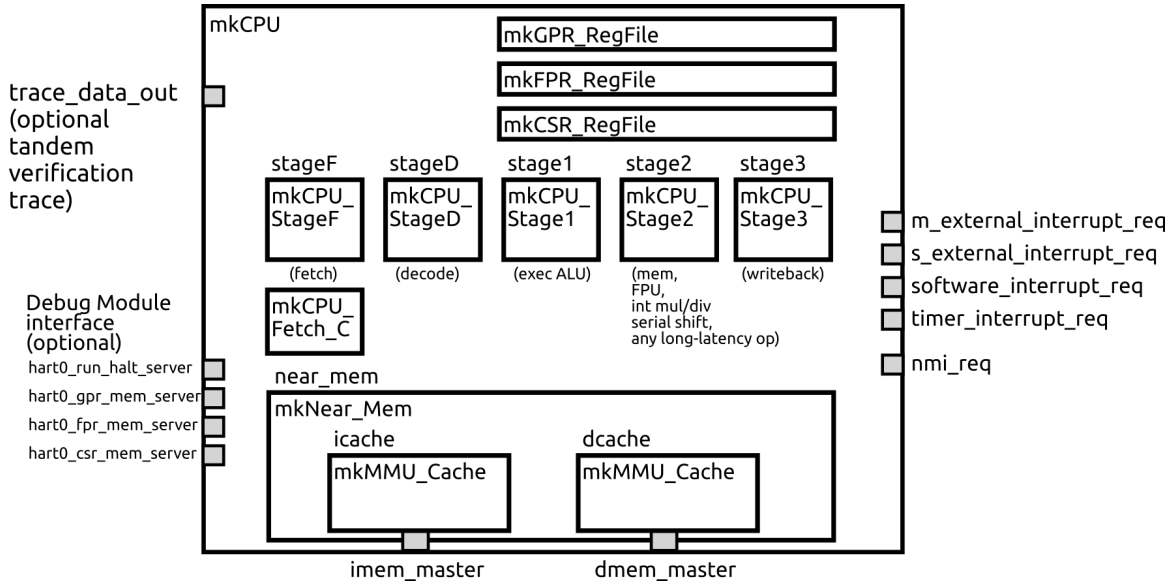 mkCPU
mkGPR_RegFile
mkFPR_RegFile
mkCSR_RegFile
trace_data_out
(optional
tandem
verification
trace)
stageF
stageD
stage1
stage2
stage3
mkCPU_
StageF
mkCPU_
StageD
mkCPU_
Stage1
mkCPU_
Stage2
mkCPU_
Stage3
(fetch)
(decode)
(exec ALU)
(mem,
FPU,
int mul/div
serial shift,
any long-latency op)
(writeback)
mkCPU_
Fetch_C
m_external_interrupt_req
s_external_interrupt_req
software_interrupt_req
timer_interrupt_req
nmi_req
Debug Module
interface
(optional)
hart0_run_halt_server
hart0_gpr_mem_server
hart0_fpr_mem_server
hart0_csr_mem_server
near_mem
mkNear_Mem
icache
mkMMU_Cache
dcache
mkMMU_Cache
imem_master
dmem_master